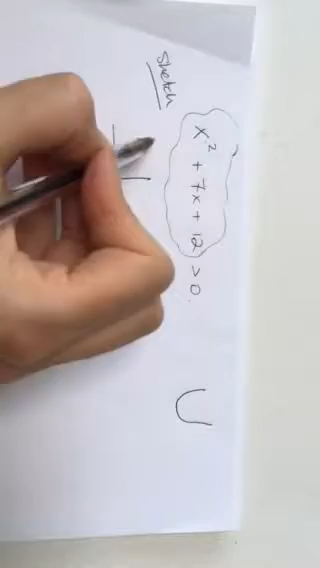 x² + 7x + 12 > 0
Sketch